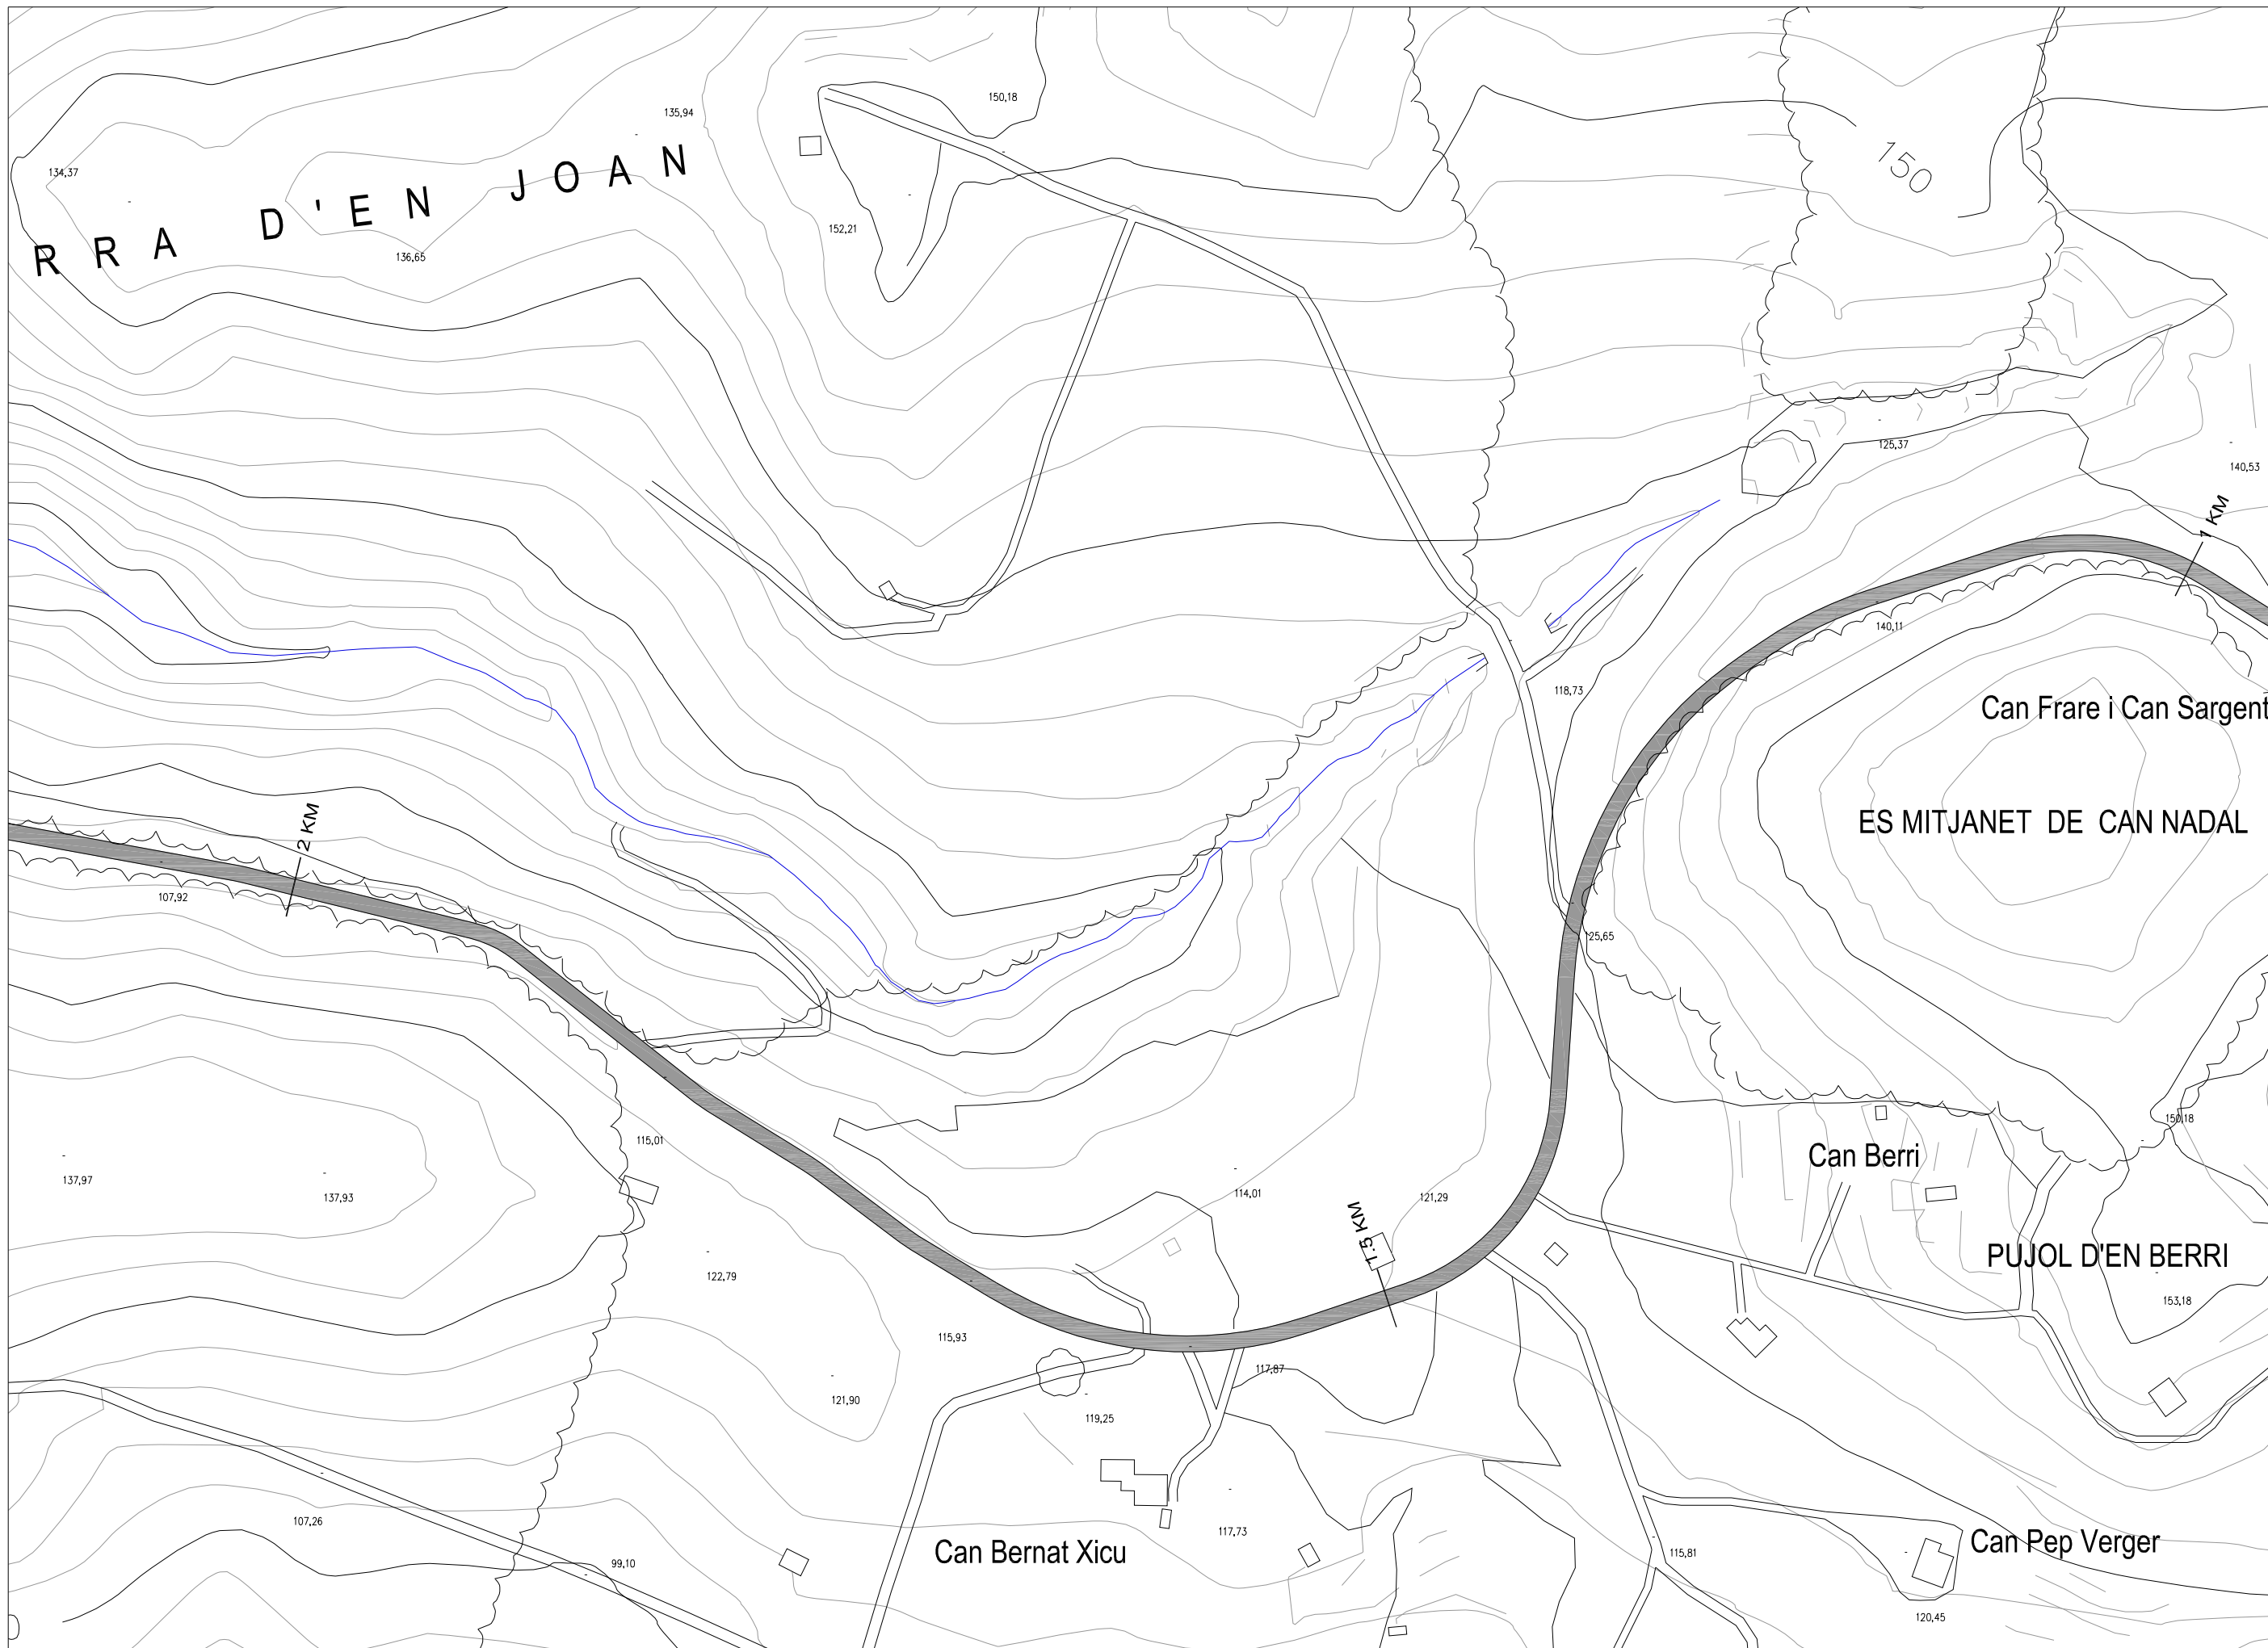 150,18
135,94
150
134,37
RRA D'EN JOAN
152,21
136,65
125,37
140,53
1 KM
140,11
118,73
Can Frare i Can Sargent
ES MITJANET DE CAN NADAL
2 KM
107,92
25,65
150,18
115,01
Can Berri
137,97
137,93
114,01
121,29
1.5 KM
PUJOL D'EN BERRI
122,79
153,18
115,93
117,87
121,90
119,25
107,26
117,73
Can Bernat Xicu
Can Pep Verger
115,81
99,10
120,45